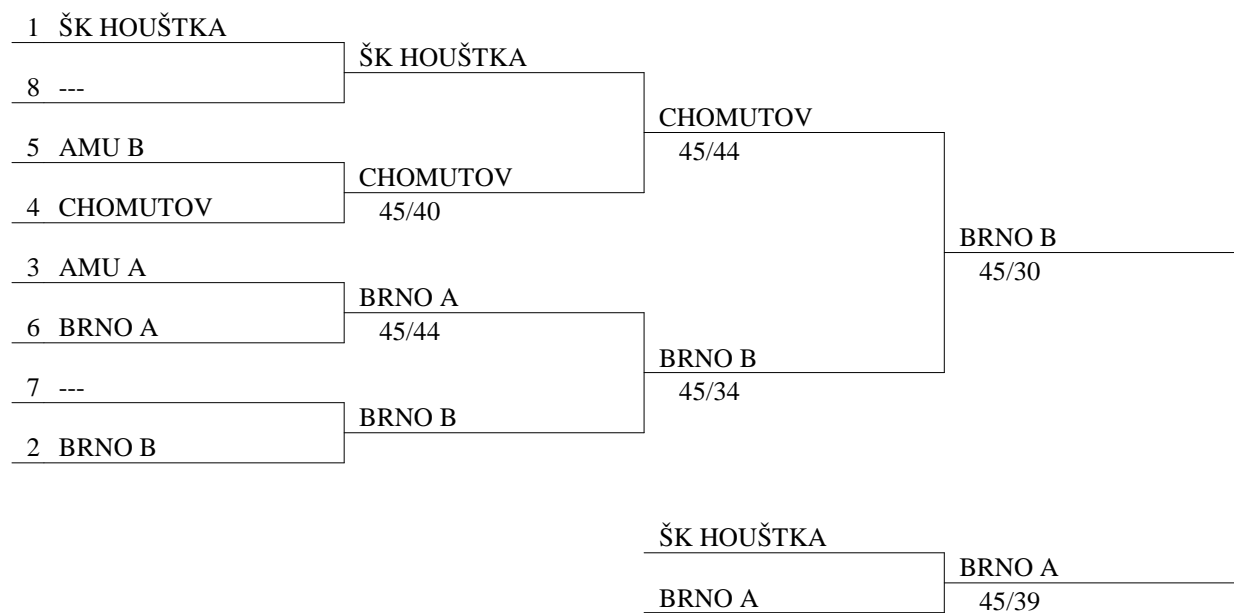 1 ŠK HOUŠTKA
ŠK HOUŠTKA
8 ---
CHOMUTOV
45/44
5 AMU B
CHOMUTOV
45/40
4 CHOMUTOV
BRNO B
45/30
3 AMU A
BRNO A
45/44
6 BRNO A
BRNO B
45/34
7 ---
BRNO B
2 BRNO B
ŠK HOUŠTKA
BRNO A
45/39
BRNO A